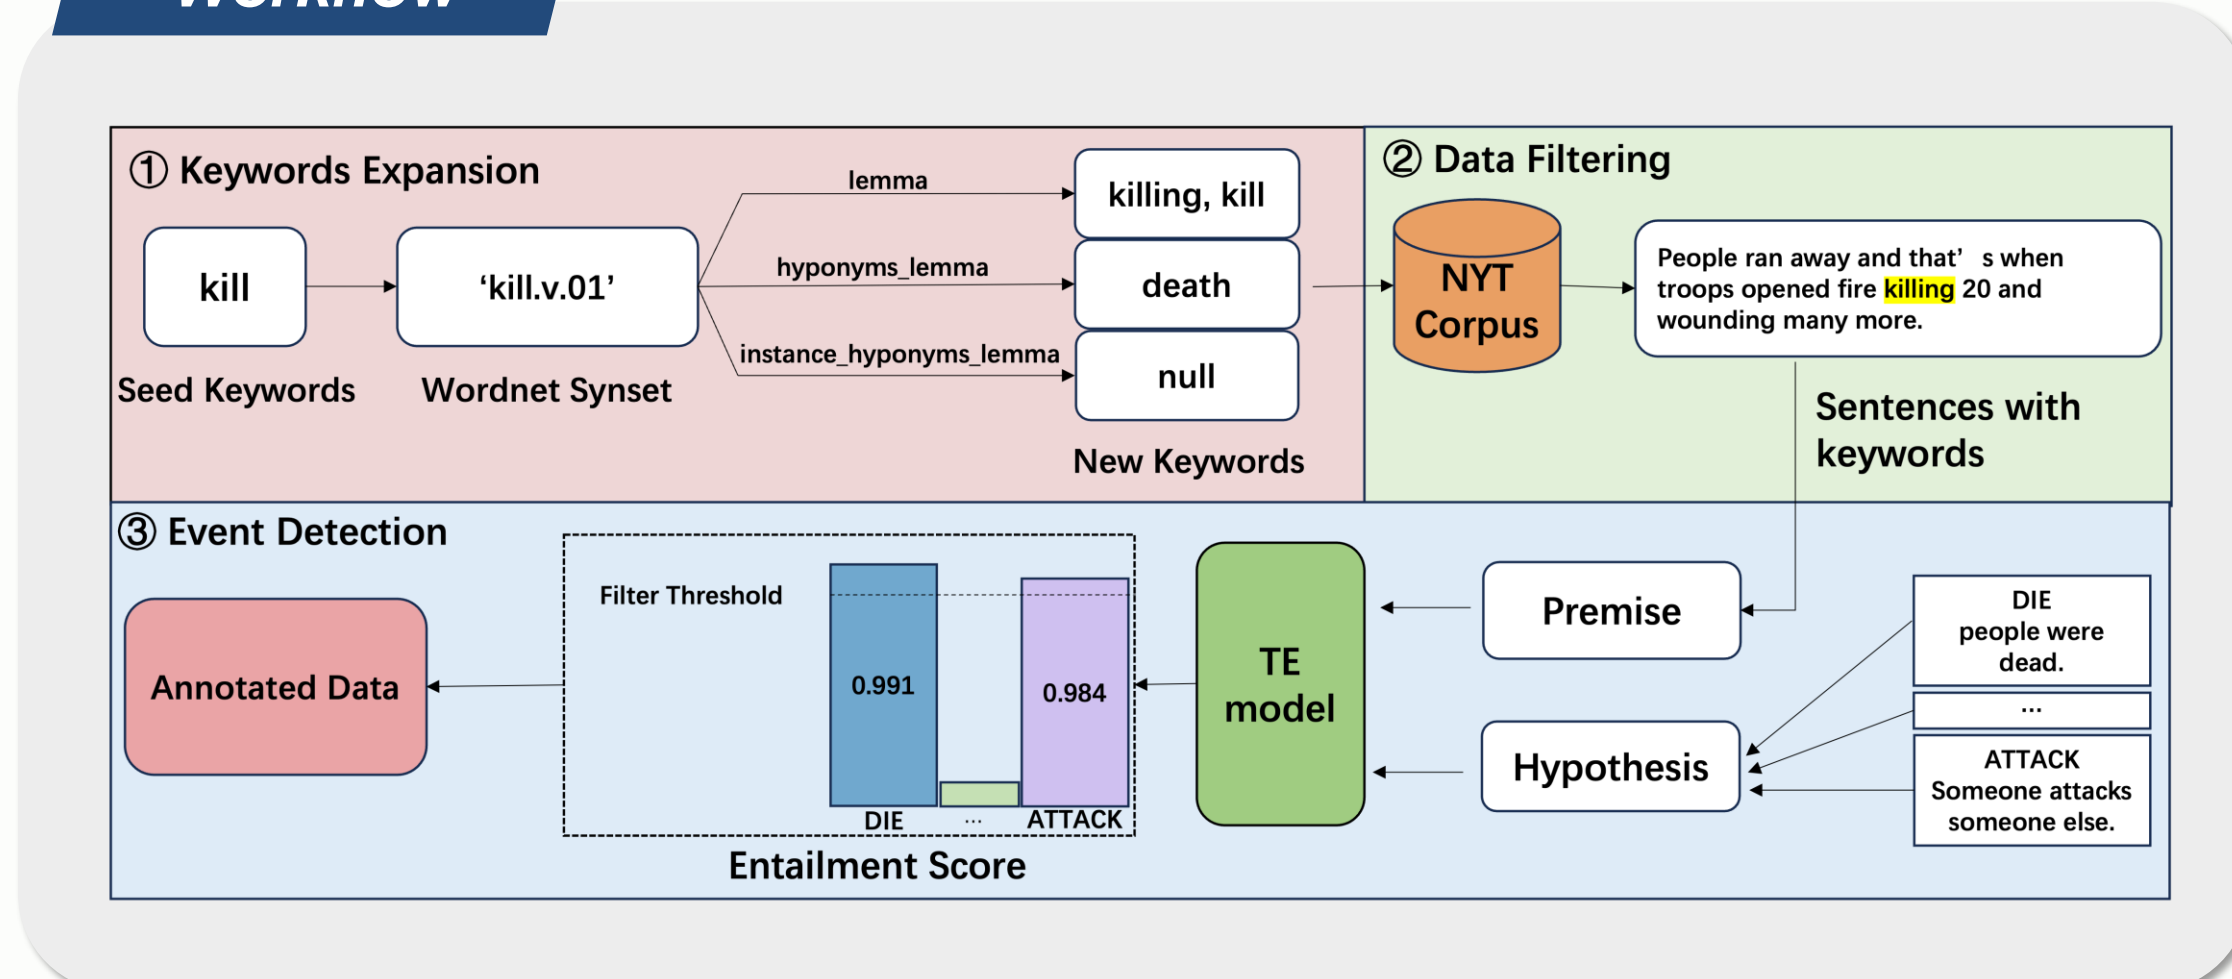 Workflow
① Keywords Expansion
kill
Seed Keywords
‘kill.v.01’
Wordnet Synset
lemma
hyponyms_lemma
instance_hyponyms_lemma
killing, kill
death
null
New Keywords
② Data Filtering
NYT
Corpus
People ran away and that’ s when
troops opened fire killing 20 and
wounding many more.
Sentences with
keywords
③ Event Detection
Annotated Data
Filter Threshold
0.991
0.984
DIE
...
ATTACK
Entailment Score
TE
model
Premise
Hypothesis
DIE
people were
dead.
...
ATTACK
Someone attacks
someone else.